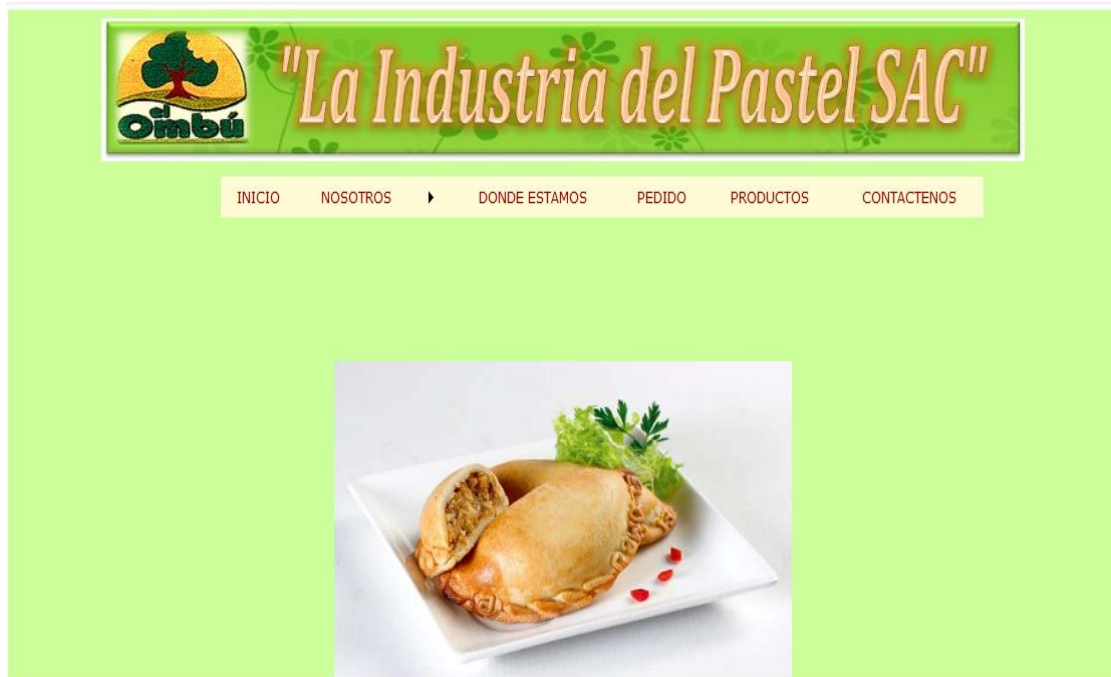 el
Ombú
"La Industria del Pastel SAC"
INICIO NOSOTROS DONDE ESTAMOS PEDIDO PRODUCTOS CONTACTENOS